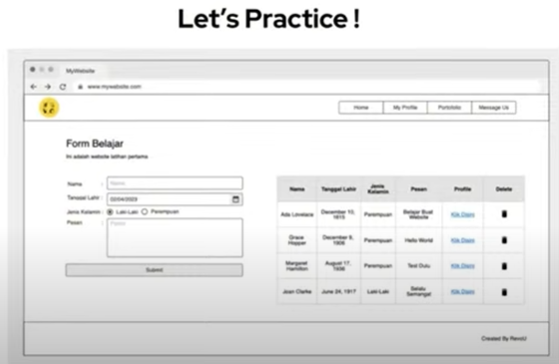 Let's Practice !
MyWebsite
www.mywebsite.com
Home My Profile Portofolio Message Us
Form Belajar
Ini adalah website latihan pertama
Nama : Nama
Tanggal Lahir : 02/04/2023
Jenis Kelamin : Laki-Laki Perempuan
Pesan : Pesan
Submit
Nama Tanggal Lahir Jenis Kelamin Pesan Profile Delete
Ada Lovelace December 10, 1815 Perempuan Belajar Buat Website Klik Disini
Grace Hopper December 9, 1906 Perempuan Hello World Klik Disini
Margaret Hamilton August 17, 1936 Perempuan Test Dulu Klik Disini
Joan Clarke June 24, 1917 Laki-Laki Selalu Semangat Klik Disini
Created By RevoU